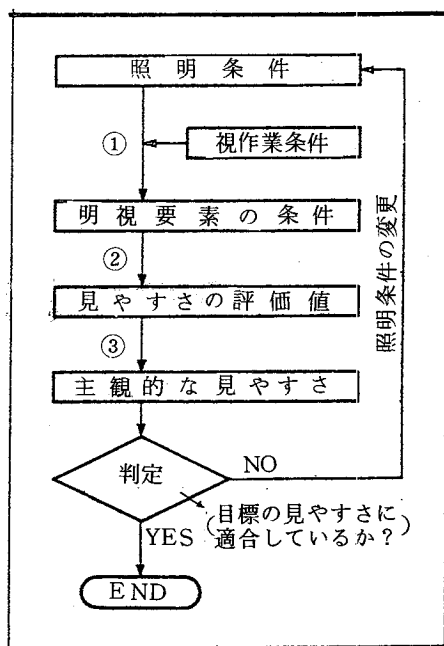 照明条件
①
視作業条件
明視要素の条件
②
見やすさの評価値
③
主観的な見やすさ
照明条件の変更
判定
NO
(目標の見やすさに
適合しているか？)
YES
END